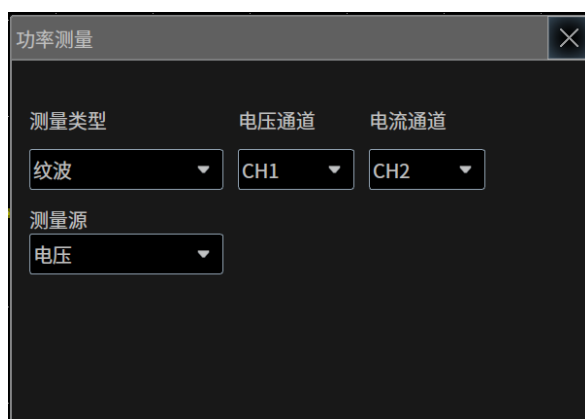 功率测量
测量类型 电压通道 电流通道
纹波 CH1 CH2
测量源
电压